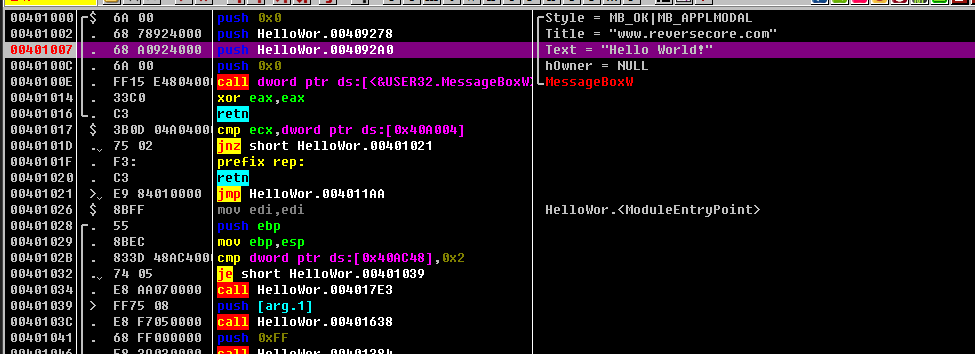 00401000 $ 6A 00 push 0x0 Style = MB_OK|MB_APPLMODAL
00401002 . 68 78924000 push HelloWor.00409278 Title = "www.reversecore.com"
00401007 . 68 A0924000 push HelloWor.004092A0 Text = "Hello World!"
0040100C . 6A 00 push 0x0 hOwner = NULL
0040100E . FF15 E4804000 call dword ptr ds:[<&USER32.MessageBoxW MessageBoxW
00401014 . 33C0 xor eax,eax
00401016 . C3 retn
00401017 $ 3B0D 04A04000 cmp ecx,dword ptr ds:[0x40A004]
0040101D . 75 02 jnz short HelloWor.00401021
0040101F . F3: prefix rep:
00401020 . C3 retn
00401021 > E9 84010000 jmp HelloWor.004011AA
00401026 $ 8BFF mov edi,edi HelloWor.<ModuleEntryPoint>
00401028 . 55 push ebp
00401029 . 8BEC mov ebp,esp
0040102B . 833D 48AC4000 cmp dword ptr ds:[0x40AC48],0x2
00401032 . 74 05 je short HelloWor.00401039
00401034 . E8 AA070000 call HelloWor.004017E3
00401039 > FF75 08 push [arg.1]
0040103C . E8 F7050000 call HelloWor.00401638
00401041 . 68 FF000000 push 0xFF